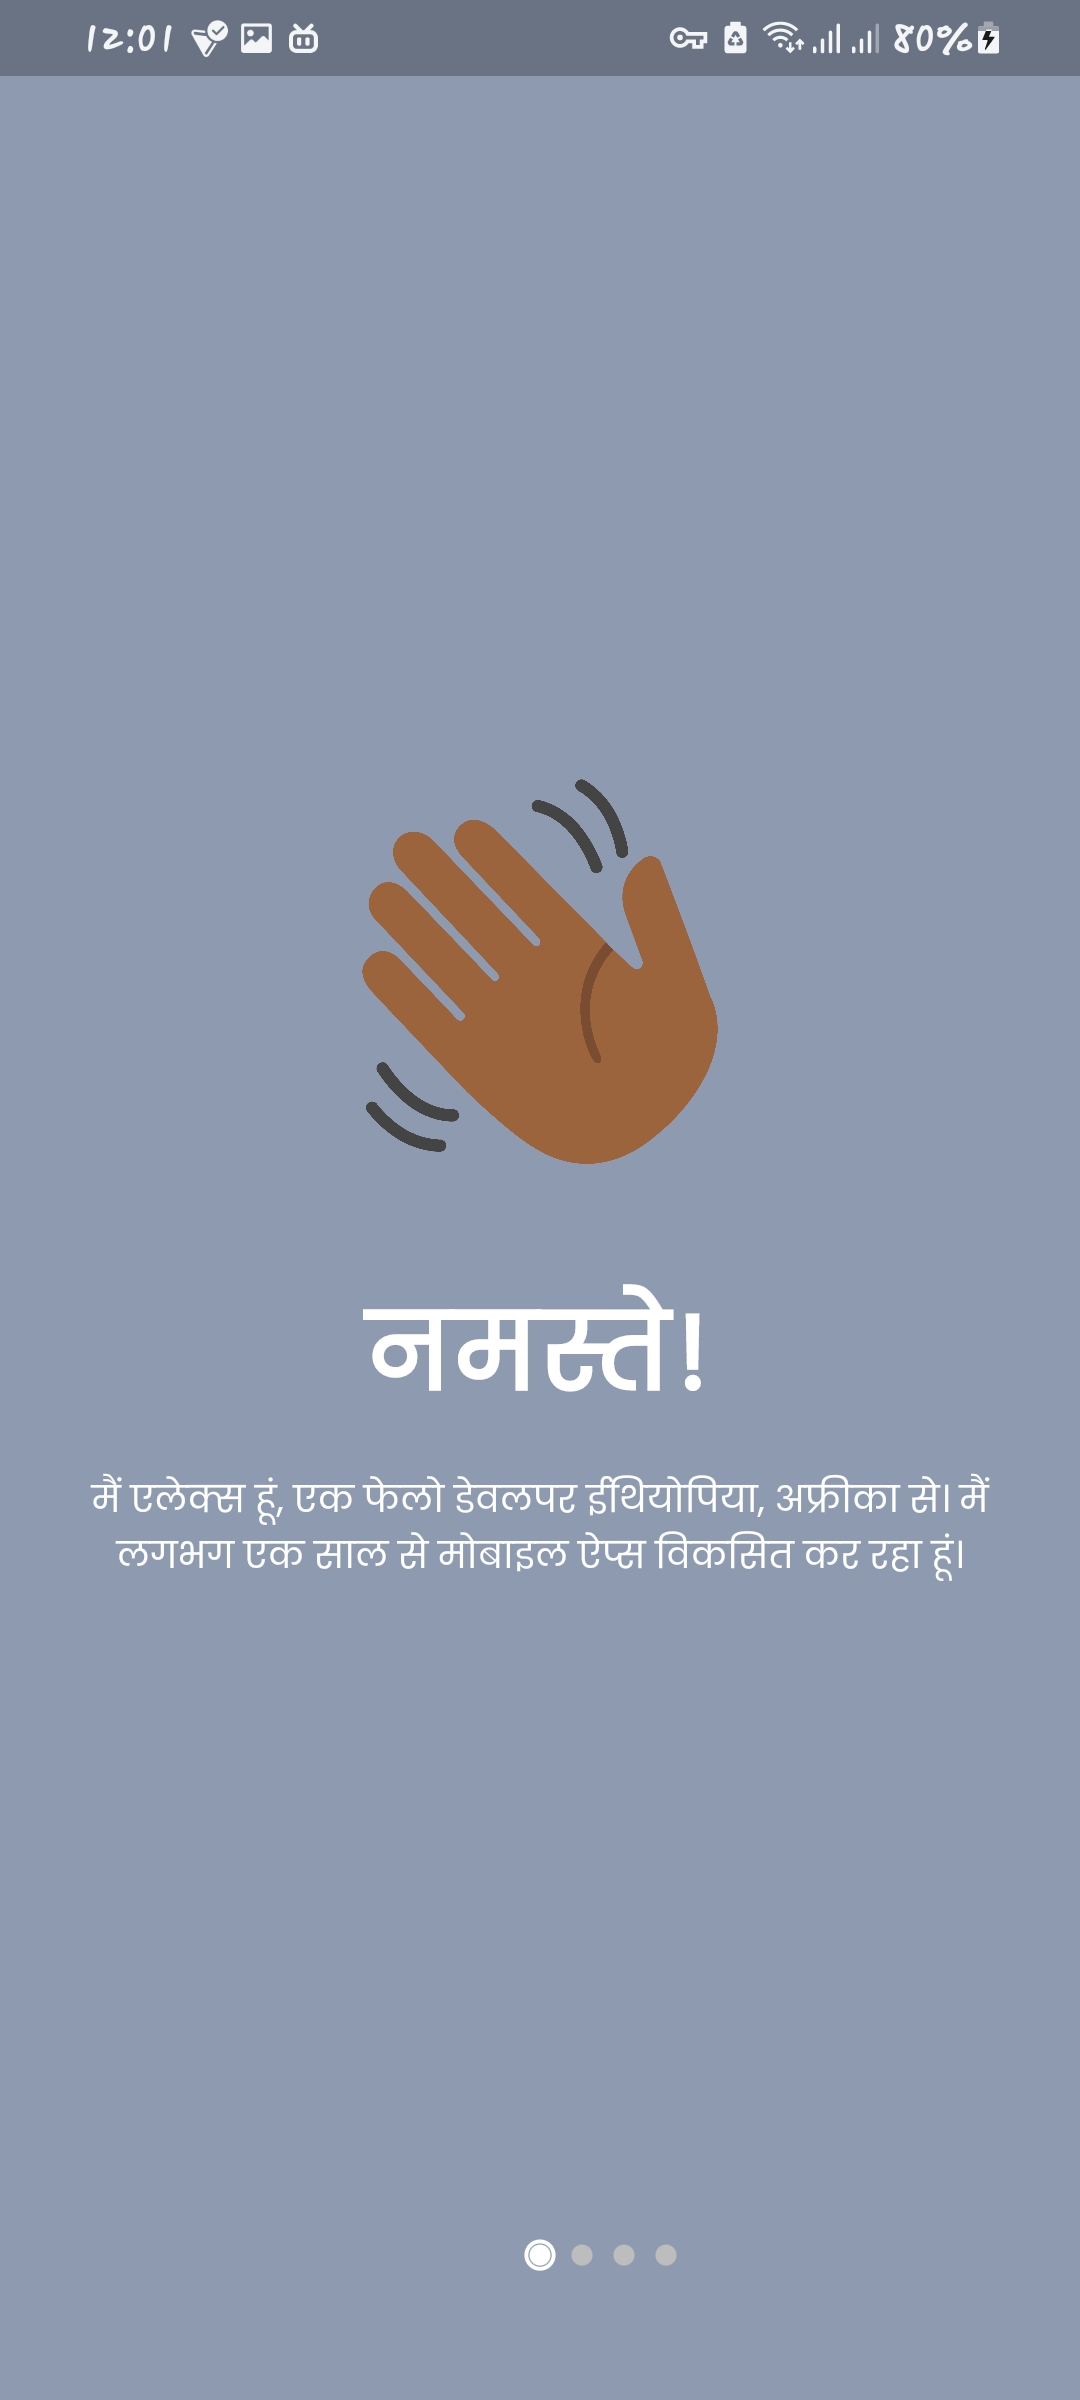 12:01
80%
नमस्ते!
मैं एलेक्स हूं, एक फेलो डेवलपर ईथियोपिया, अफ्रीका से। मैं
लगभग एक साल से मोबाइल ऐप्स विकसित कर रहा हूं।